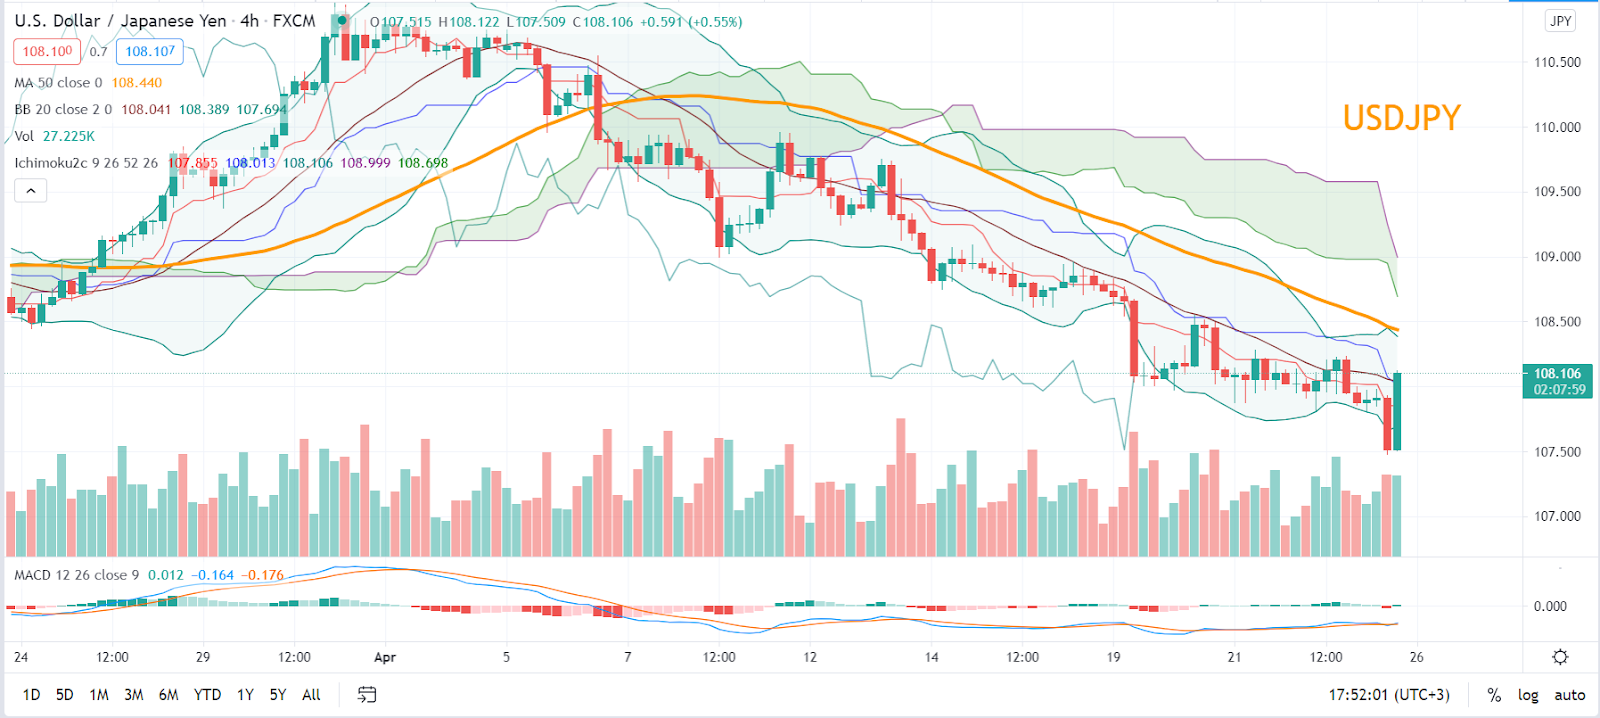 U.S. Dollar / Japanese Yen · 4h · FXCM O107.515 H108.122 L107.509 C108.106 +0.591 (+0.55%)
JPY
108.100 0.7 108.107
MA 50 close 0 108.440
BB 20 close 2 0 108.041 108.389 107.694
Vol 27.225K
Ichimoku2c 9 26 52 26 107.855 108.013 108.106 108.999 108.698
USDJPY
110.500
110.000
109.500
109.000
108.500
108.106
02:07:59
107.500
107.000
MACD 12 26 close 9 0.012 −0.164 −0.176
0.000
24 12:00 29 12:00 Apr 5 7 12:00 12 14 12:00 19 21 12:00 26
1D 5D 1M 3M 6M YTD 1Y 5Y All 17:52:01 (UTC+3) % log auto